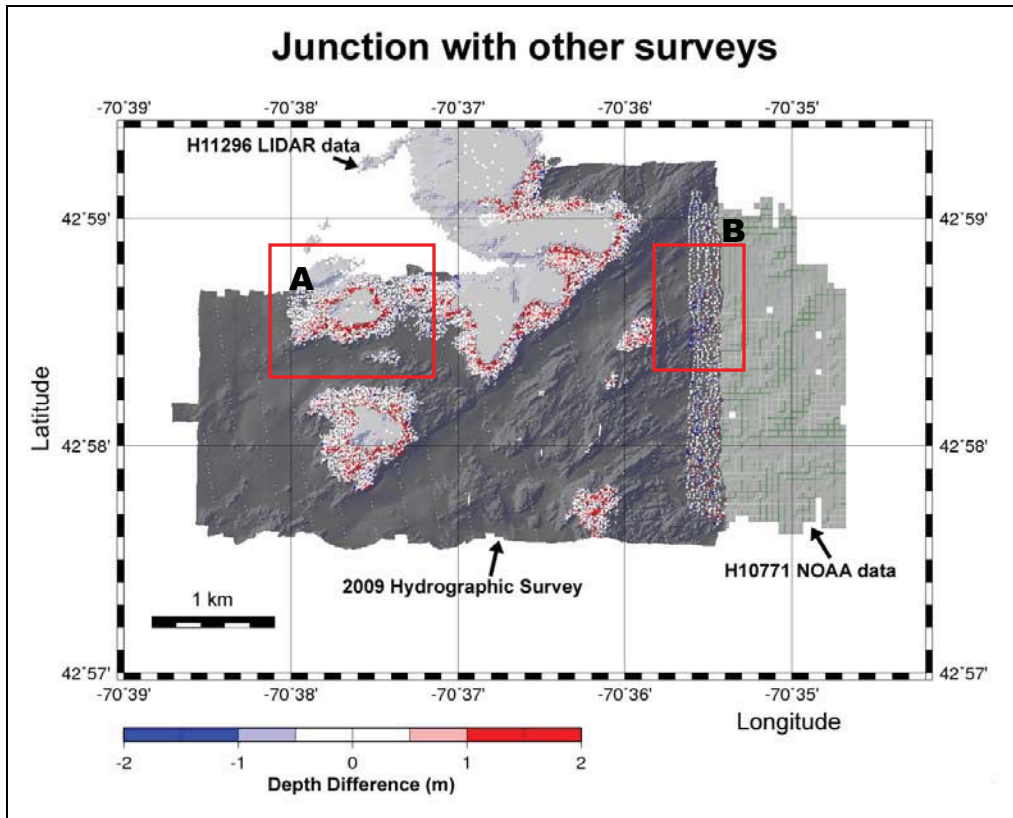 Junction with other surveys
-70˚39' -70˚38' -70˚37' -70˚36' -70˚35'
H11296 LIDAR data
42˚59' 42˚59'
B
A
Latitude
42˚58' 42˚58'
H10771 NOAA data
2009 Hydrographic Survey
1 km
42˚57' 42˚57'
-70˚39' -70˚38' -70˚37' -70˚36' -70˚35'
Longitude
-2 -1 0 1 2
Depth Difference (m)